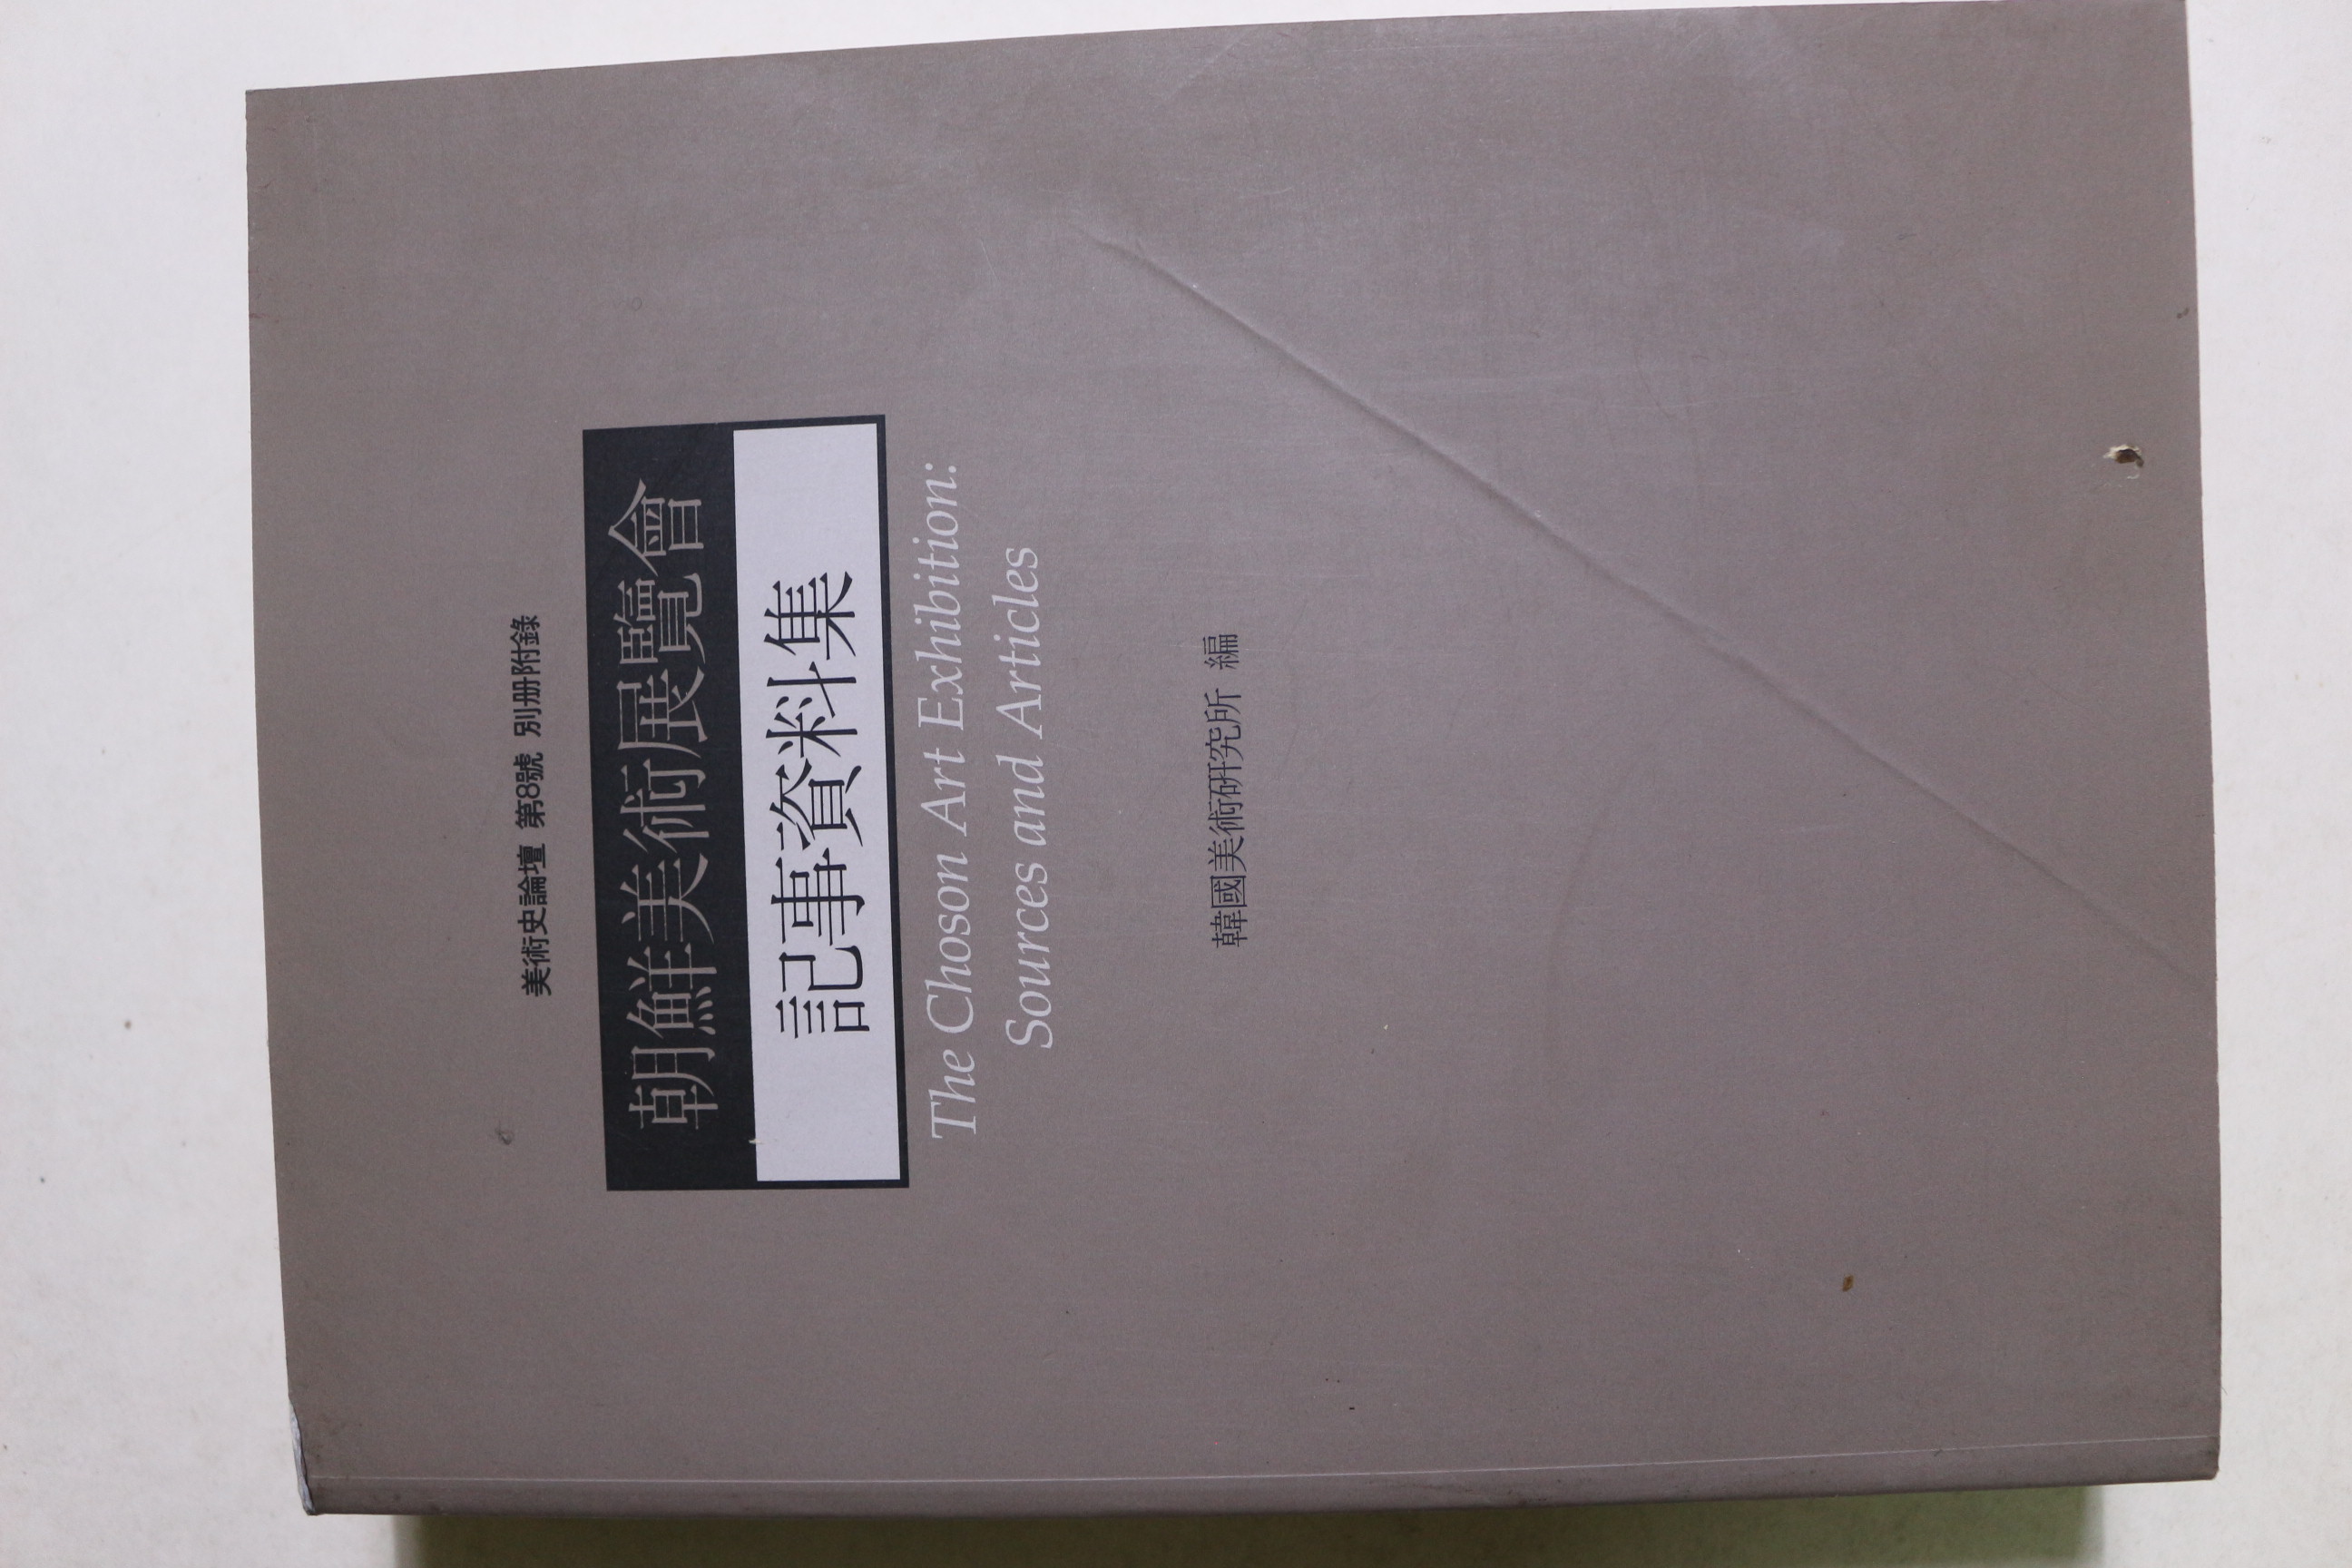 美術史論壇 第8號 別册附錄
朝鮮美術展覽會
記事資料集
The Choson Art Exhibition:
Sources and Articles
韓國美術研究所 編